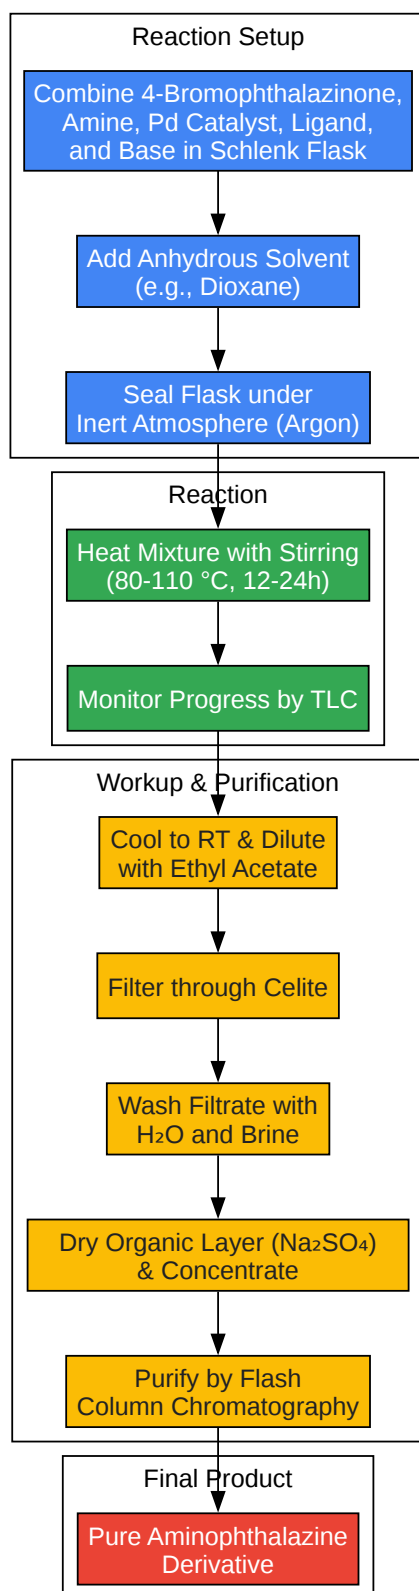 Reaction Setup
Combine 4-Bromophthalazinone,
Amine, Pd Catalyst, Ligand,
and Base in Schlenk Flask
Add Anhydrous Solvent
(e.g., Dioxane)
Seal Flask under
Inert Atmosphere (Argon)
Reaction
Heat Mixture with Stirring
(80-110 °C, 12-24h)
Monitor Progress by TLC
Workup & Purification
Cool to RT & Dilute
with Ethyl Acetate
Filter through Celite
Wash Filtrate with
H₂O and Brine
Dry Organic Layer (Na₂SO₄)
& Concentrate
Purify by Flash
Column Chromatography
Final Product
Pure Aminophthalazine
Derivative